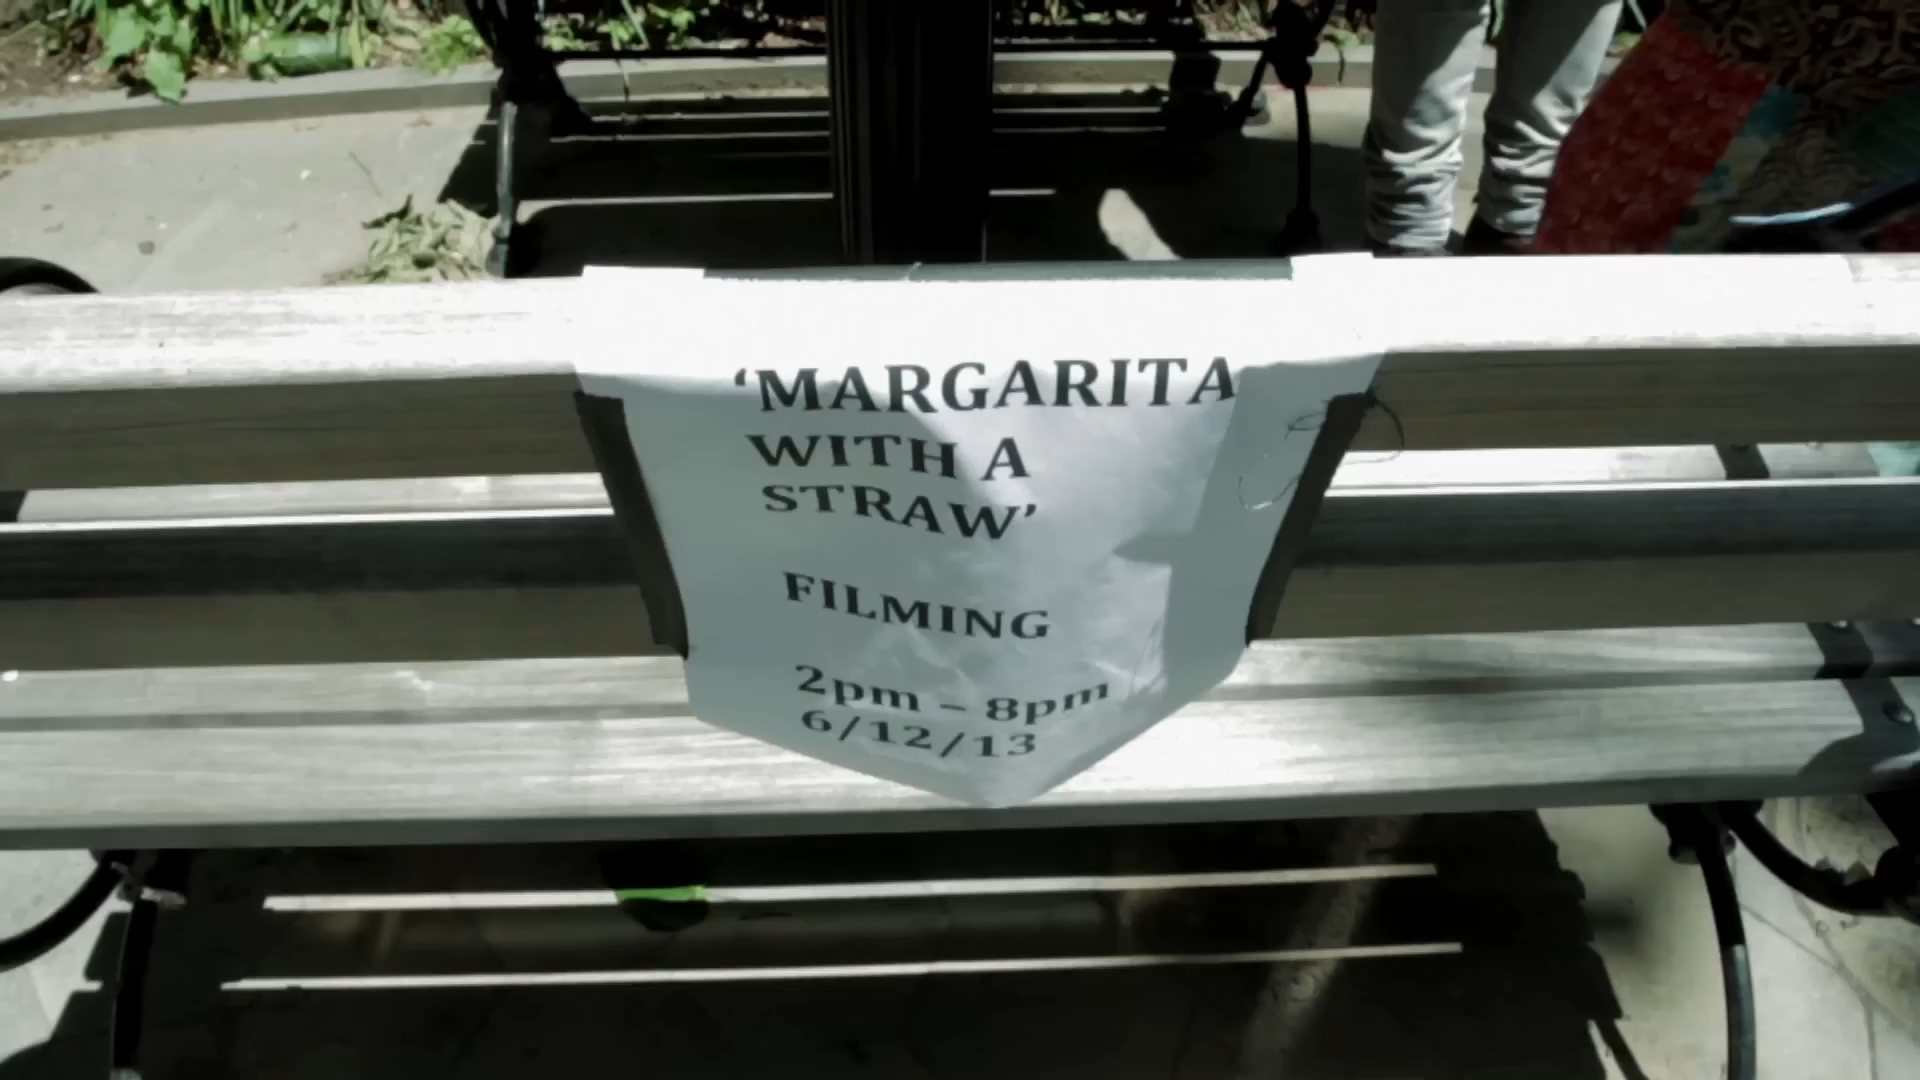 ‘MARGARITA
WITH A
STRAW’
FILMING
2pm – 8pm
6/12/13